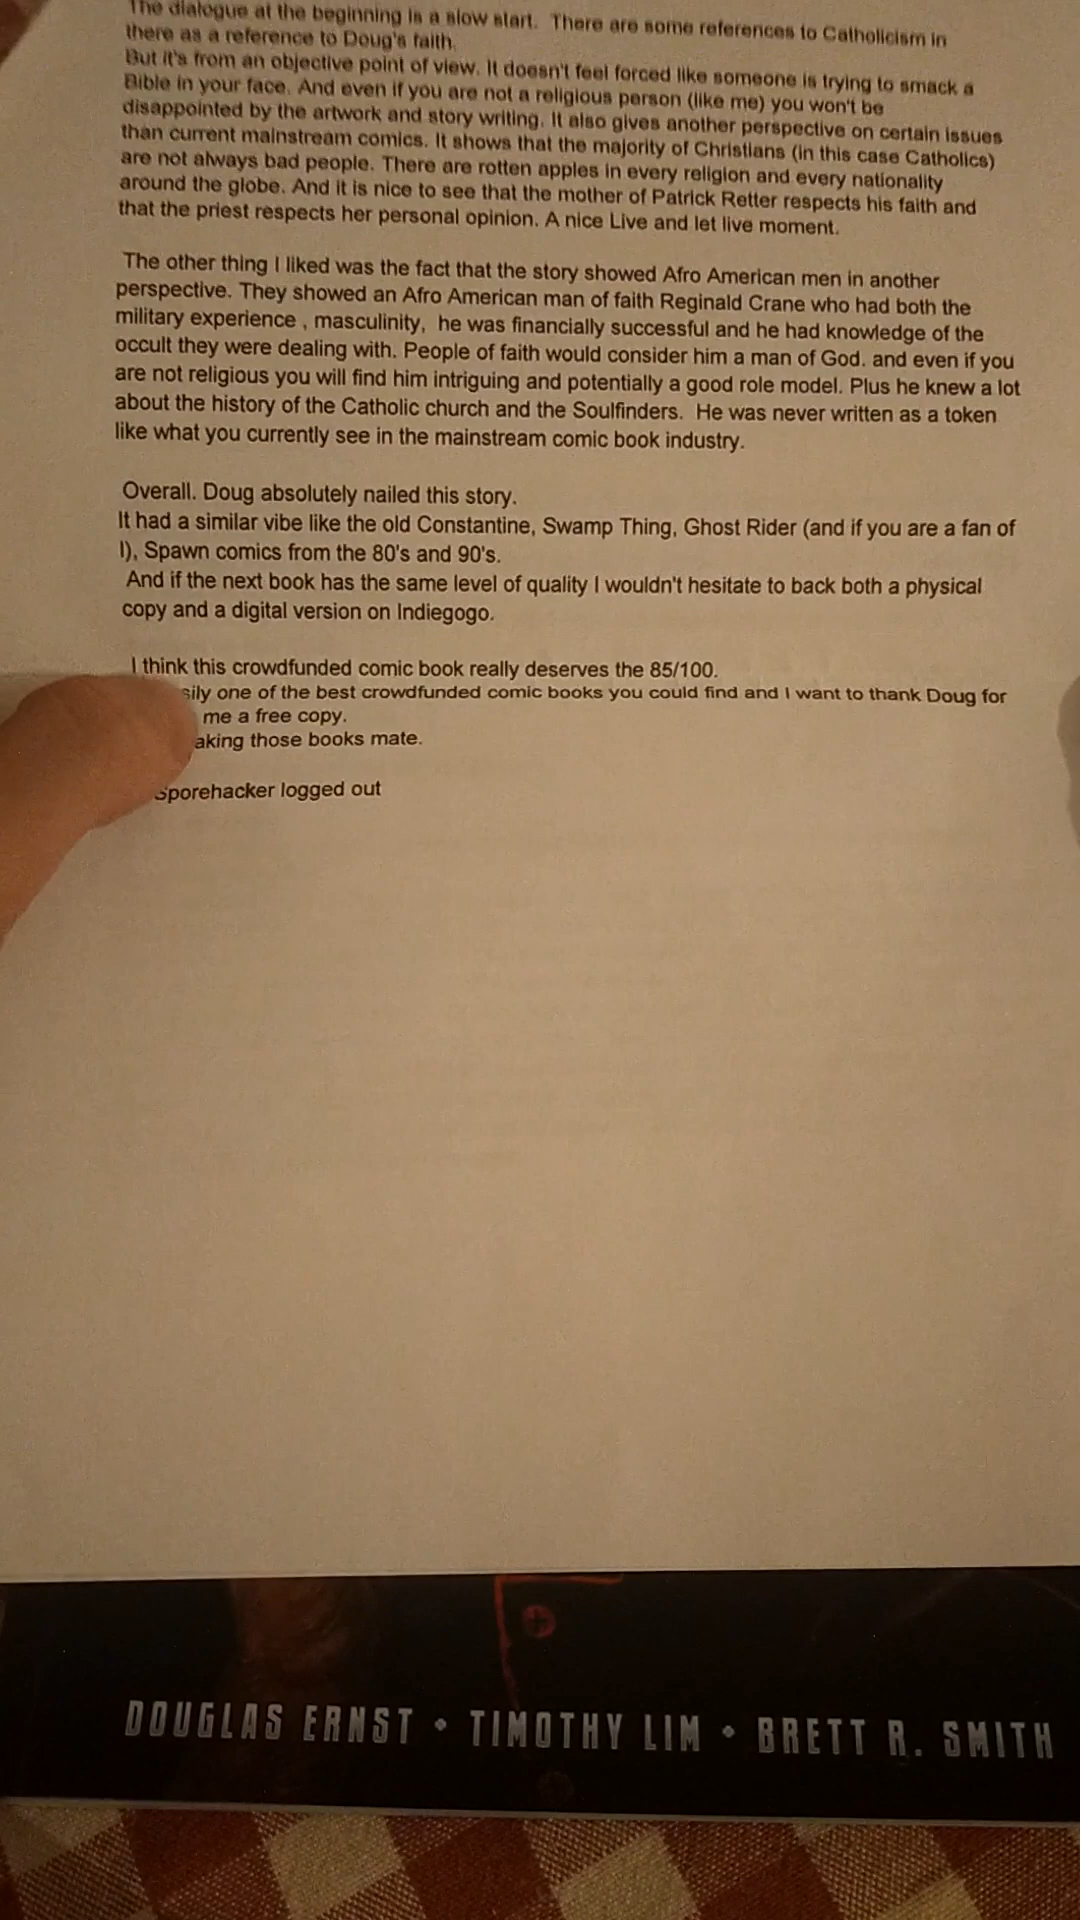 The dialogue at the beginning is a slow start. There are some references to Catholicism in
there as a reference to Doug's faith.
But it's from an objective point of view. It doesn't feel forced like someone is trying to smack a
Bible in your face. And even if you are not a religious person (like me) you won't be
disappointed by the artwork and story writing. It also gives another perspective on certain issues
than current mainstream comics. It shows that the majority of Christians (in this case Catholics)
are not always bad people. There are rotten apples in every religion and every nationality
around the globe. And it is nice to see that the mother of Patrick Retter respects his faith and
that the priest respects her personal opinion. A nice Live and let live moment.
The other thing I liked was the fact that the story showed Afro American men in another
perspective. They showed an Afro American man of faith Reginald Crane who had both the
military experience , masculinity, he was financially successful and he had knowledge of the
occult they were dealing with. People of faith would consider him a man of God. and even if you
are not religious you will find him intriguing and potentially a good role model. Plus he knew a lot
about the history of the Catholic church and the Soulfinders. He was never written as a token
like what you currently see in the mainstream comic book industry.
Overall. Doug absolutely nailed this story.
It had a similar vibe like the old Constantine, Swamp Thing, Ghost Rider (and if you are a fan of
I), Spawn comics from the 80's and 90's.
And if the next book has the same level of quality I wouldn't hesitate to back both a physical
copy and a digital version on Indiegogo.
I think this crowdfunded comic book really deserves the 85/100.
sily one of the best crowdfunded comic books you could find and I want to thank Doug for
me a free copy.
aking those books mate.
Sporehacker logged out
DOUGLAS ERNST • TIMOTHY LIM • BRETT R. SMITH